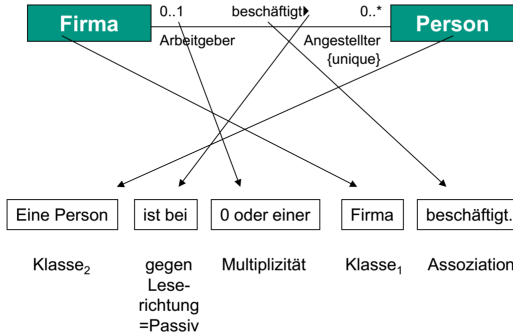 Firma 0..1 beschäftigt 0..* Person
Arbeitgeber Angestellter
{unique}
Eine Person ist bei 0 oder einer Firma beschäftigt.
Klasse₂ gegen Multiplizität Klasse₁ Assoziation
Lese-
richtung
=Passiv